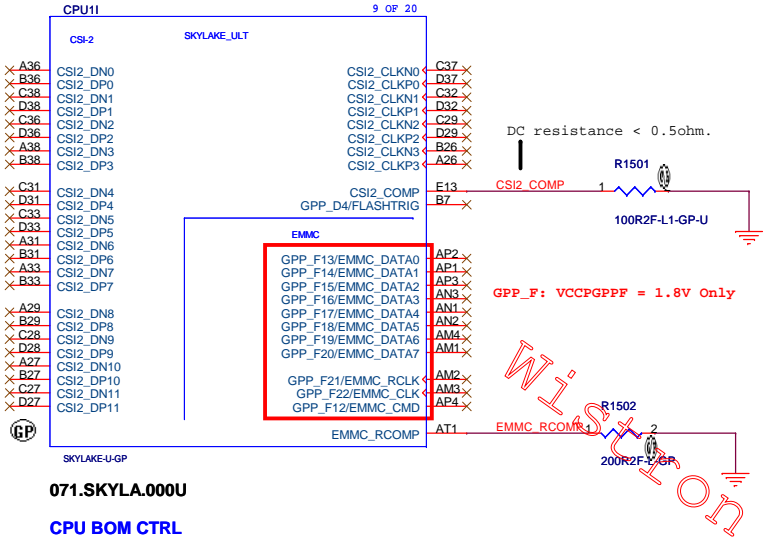 CPU1I
9 OF 20
CSI-2
SKYLAKE_ULT
A36 CSI2_DN0 CSI2_CLKN0 C37
B36 CSI2_DP0 CSI2_CLKP0 D37
C38 CSI2_DN1 CSI2_CLKN1 C32
D38 CSI2_DP1 CSI2_CLKP1 D32
C36 CSI2_DN2 CSI2_CLKN2 C29
D36 CSI2_DP2 CSI2_CLKP2 D29
A38 CSI2_DN3 CSI2_CLKN3 B26
B38 CSI2_DP3 CSI2_CLKP3 A26
DC resistance < 0.5ohm.
R1501
C31 CSI2_DN4 CSI2_COMP E13 CSI2_COMP 1
D31 CSI2_DP4 GPP_D4/FLASHTRIG B7
C33 CSI2_DN5
100R2F-L1-GP-U
D33 CSI2_DP5
EMMC
A31 CSI2_DN6
B31 CSI2_DP6 GPP_F13/EMMC_DATA0 AP2
A33 CSI2_DN7 GPP_F14/EMMC_DATA1 AP1
B33 CSI2_DP7 GPP_F15/EMMC_DATA2 AP3
GPP_F16/EMMC_DATA3 AN3
GPP_F: VCCPGPPF = 1.8V Only
A29 CSI2_DN8 GPP_F17/EMMC_DATA4 AN1
B29 CSI2_DP8 GPP_F18/EMMC_DATA5 AN2
C28 CSI2_DN9 GPP_F19/EMMC_DATA6 AM4
D28 CSI2_DP9 GPP_F20/EMMC_DATA7 AM1
A27 CSI2_DN10
B27 CSI2_DP10 GPP_F21/EMMC_RCLK AM2
C27 CSI2_DN11 GPP_F22/EMMC_CLK AM3
D27 CSI2_DP11 GPP_F12/EMMC_CMD AP4
R1502
GP EMMC_RCOMP AT1 EMMC_RCOMP 1 2
SKYLAKE-U-GP
200R2F-L-GP
Wistron
071.SKYLA.000U
CPU BOM CTRL